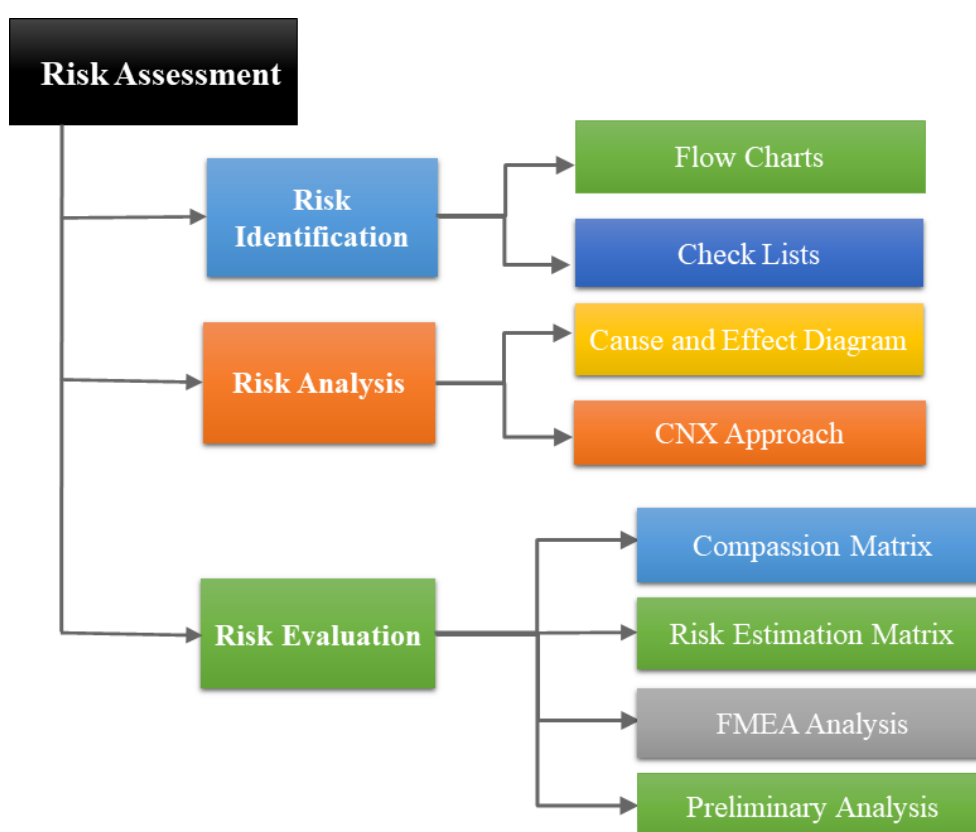 Risk Assessment
Risk
Identification
Flow Charts
Check Lists
Risk Analysis
Cause and Effect Diagram
CNX Approach
Risk Evaluation
Compassion Matrix
Risk Estimation Matrix
FMEA Analysis
Preliminary Analysis